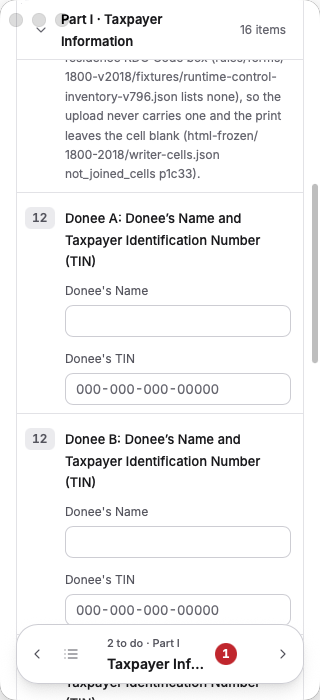 Part I · Taxpayer
Information
16 items
1800-v2018/fixtures/runtime-control-
inventory-v796.json lists none), so the
upload never carries one and the print
leaves the cell blank (html-frozen/
1800-v2018/writer-cells.json
not_joined_cells p1c33).
12
Donee A: Donee’s Name and
Taxpayer Identification Number
(TIN)
Donee's Name
Donee's TIN
000-000-000-00000
12
Donee B: Donee’s Name and
Taxpayer Identification Number
(TIN)
Donee's Name
Donee's TIN
000-000-000-00000
2 to do · Part I
Taxpayer Inf...
1